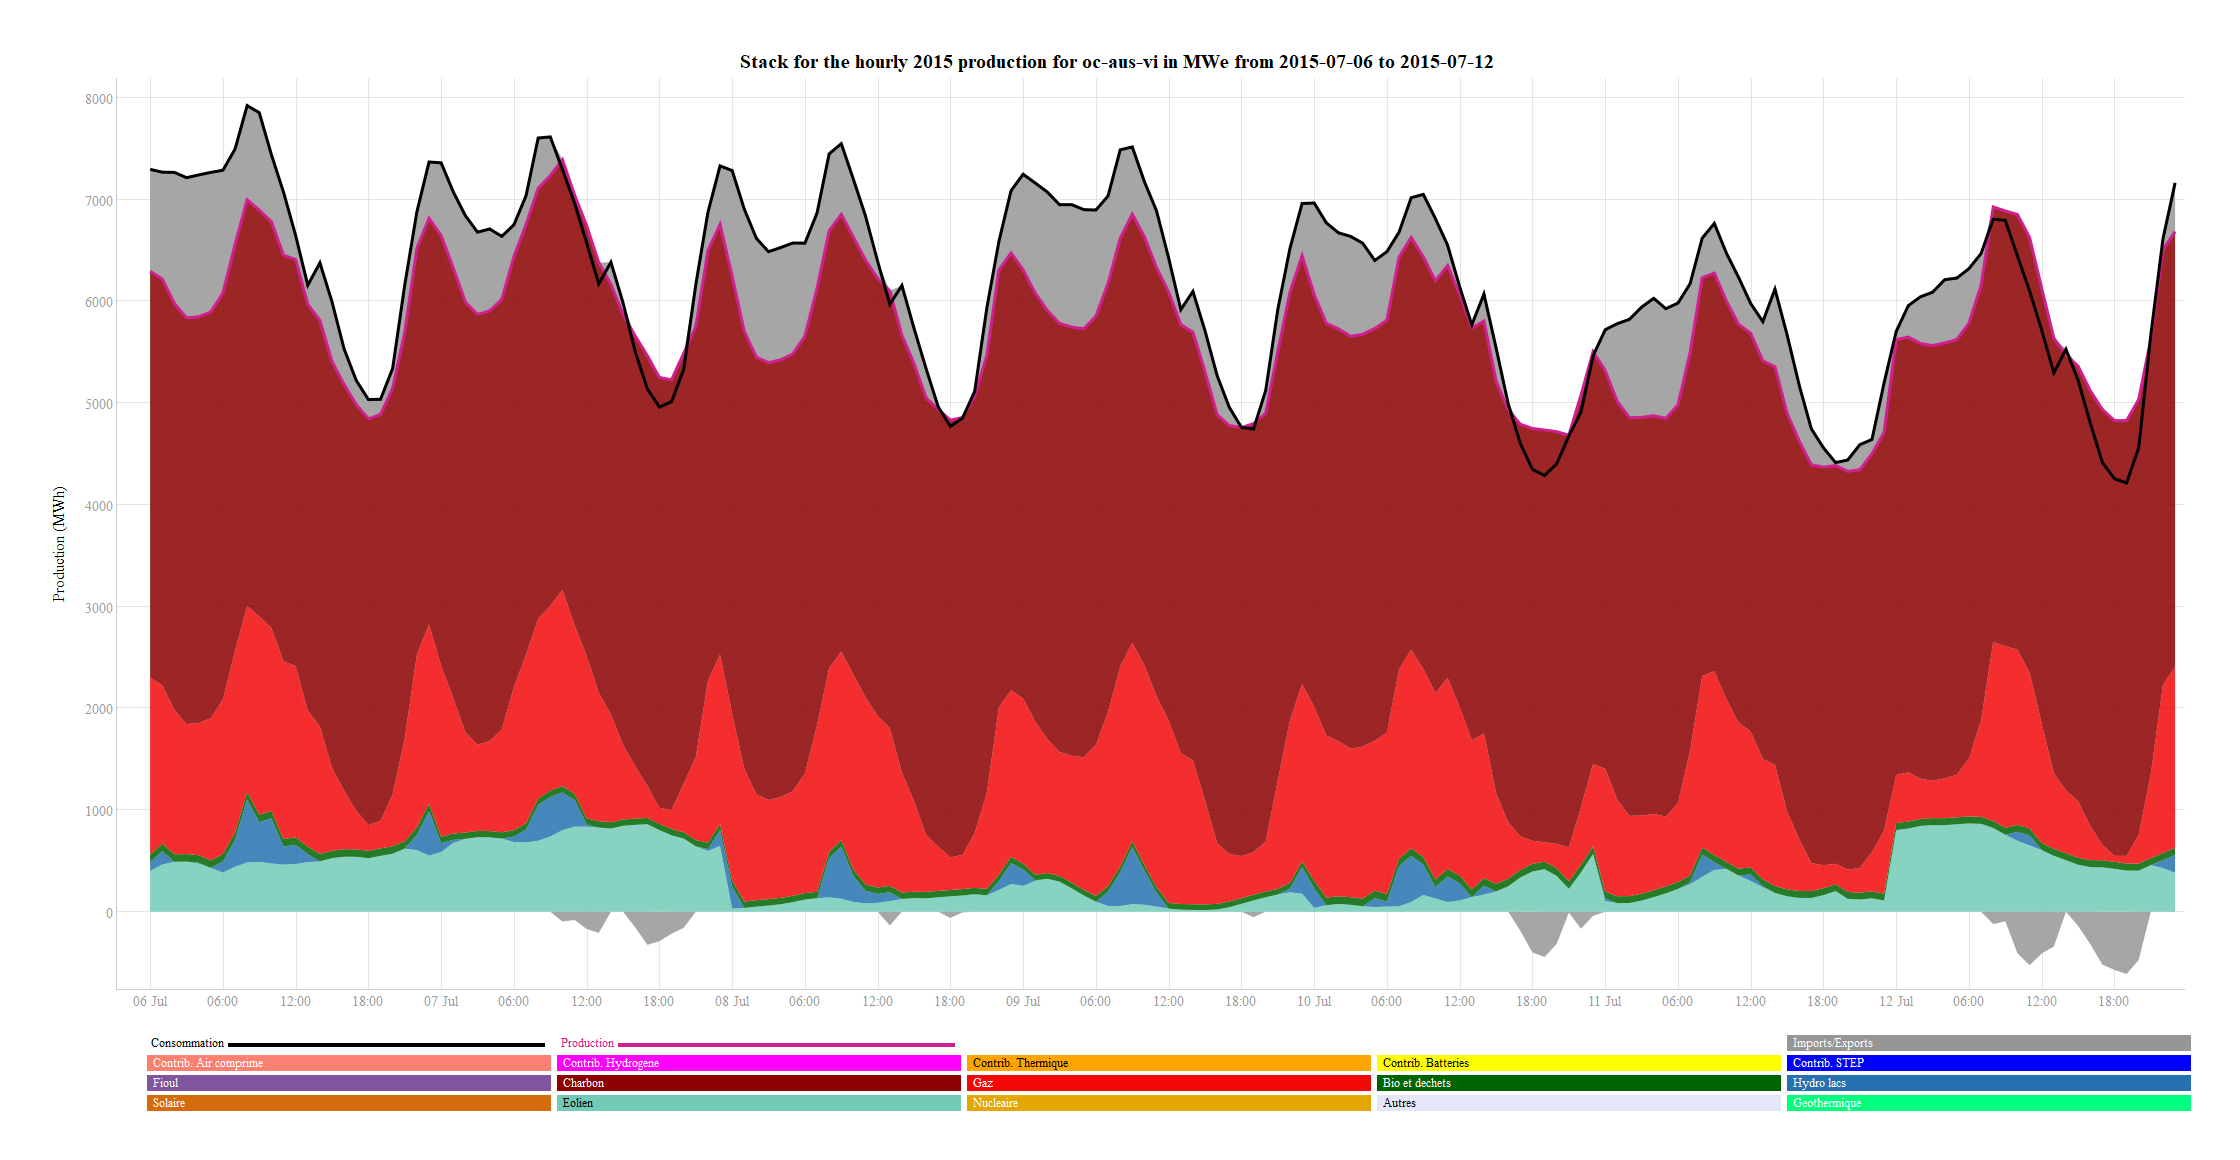 Stack for the hourly 2015 production for oc-aus-vi in MWe from 2015-07-06 to 2015-07-12
8000
7000
6000
5000
4000
3000
2000
1000
0
Production (MWh)
06 Jul 06:00 12:00 18:00 07 Jul 06:00 12:00 18:00 08 Jul 06:00 12:00 18:00 09 Jul 06:00 12:00 18:00 10 Jul 06:00 12:00 18:00 11 Jul 06:00 12:00 18:00 12 Jul 06:00 12:00 18:00
Consommation Production Imports/Exports
Contrib. Air comprime Contrib. Hydrogene Contrib. Thermique Contrib. Batteries Contrib. STEP
Fioul Charbon Gaz Bio et dechets Hydro lacs
Solaire Eolien Nucleaire Autres Geothermique